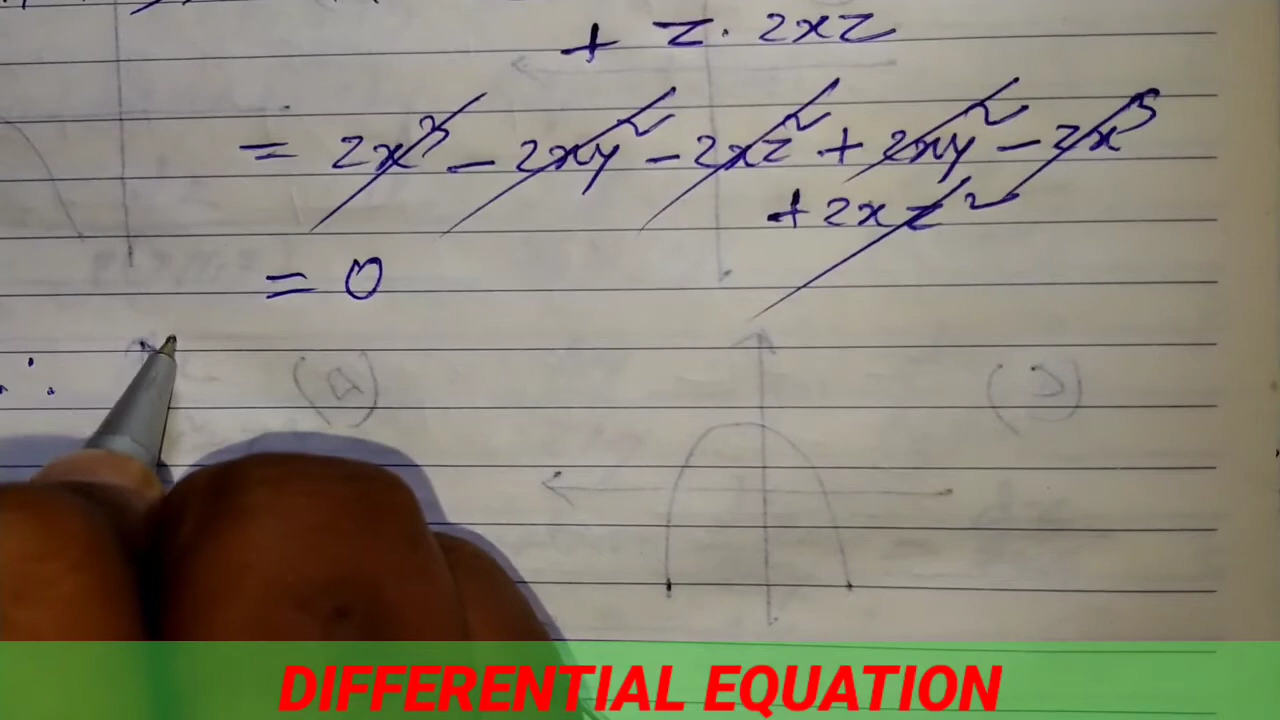 + z. 2xz
= 2x³ - 2xy² - 2xz² + 2xy² - 2x³
+ 2xz²
= 0
∴
(a)
DIFFERENTIAL EQUATION